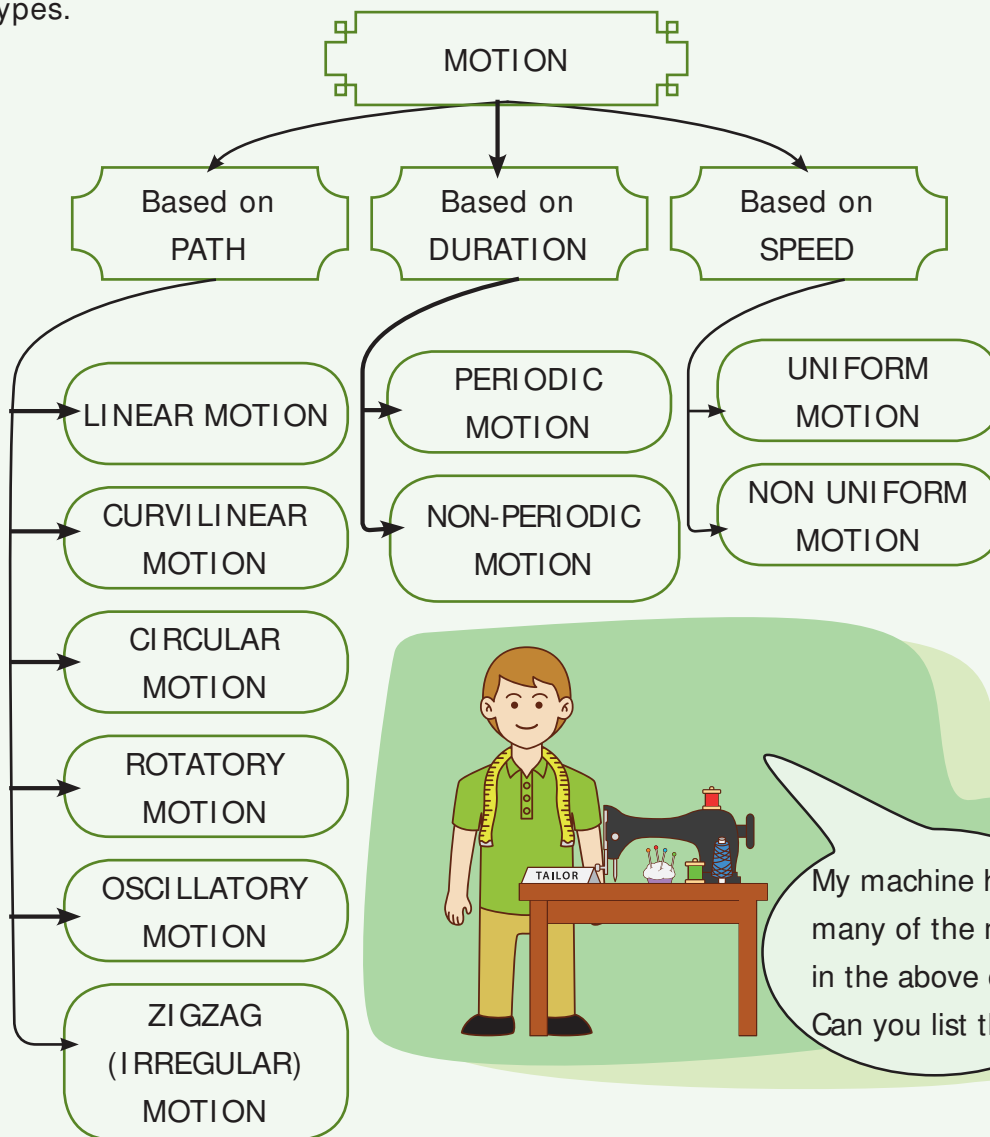 MOTION
Based on
PATH
Based on
DURATION
Based on
SPEED
LINEAR MOTION
CURVILINEAR
MOTION
CIRCULAR
MOTION
ROTATORY
MOTION
OSCILLATORY
MOTION
ZIGZAG
(IRREGULAR)
MOTION
PERIODIC
MOTION
NON-PERIODIC
MOTION
UNIFORM
MOTION
NON UNIFORM
MOTION
TAILOR
My machine
many of the
in the above
Can you list